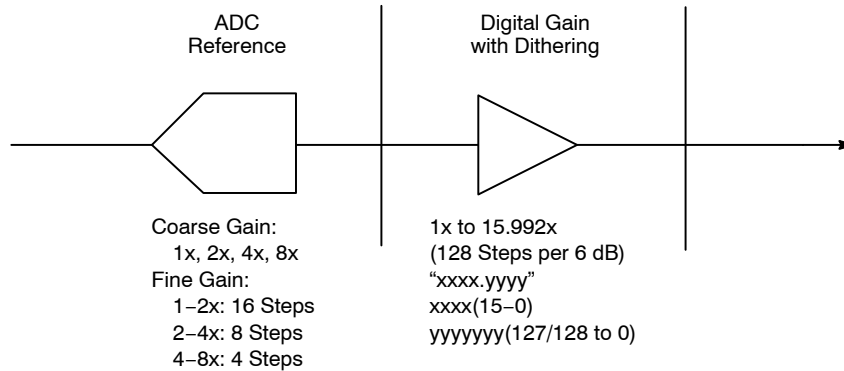 ADC
Reference
Digital Gain
with Dithering
Coarse Gain:
1x, 2x, 4x, 8x
Fine Gain:
1−2x: 16 Steps
2−4x: 8 Steps
4−8x: 4 Steps
1x to 15.992x
(128 Steps per 6 dB)
“xxxx.yyyy”
xxxx(15−0)
yyyyyyy(127/128 to 0)